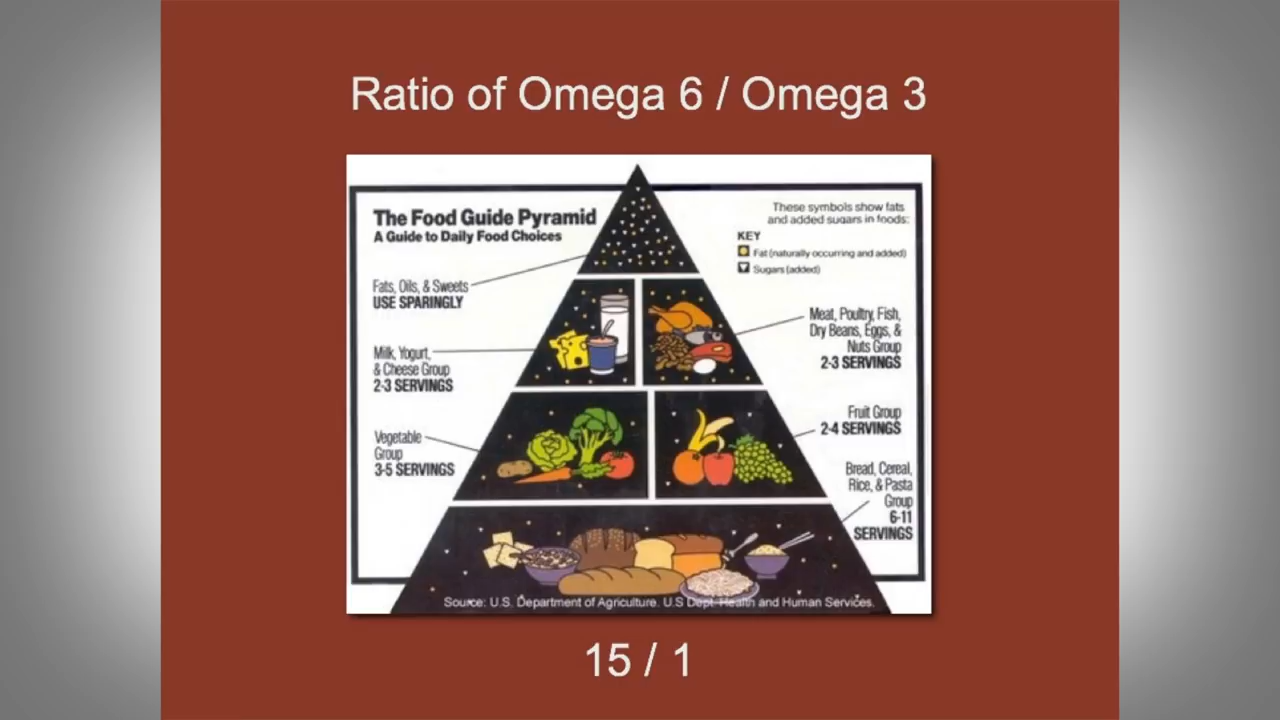 Ratio of Omega 6 / Omega 3
The Food Guide Pyramid
A Guide to Daily Food Choices
These symbols show fats
and added sugars in foods:
KEY
Fat (naturally occurring and added)
Sugars (added)
Fats, Oils, & Sweets
USE SPARINGLY
Milk, Yogurt,
& Cheese Group
2-3 SERVINGS
Meat, Poultry, Fish,
Dry Beans, Eggs, &
Nuts Group
2-3 SERVINGS
Vegetable
Group
3-5 SERVINGS
Fruit Group
2-4 SERVINGS
Bread, Cereal,
Rice, & Pasta
Group
6-11
SERVINGS
Source: U.S. Department of Agriculture. U.S Dept. Health and Human Services.
15 / 1